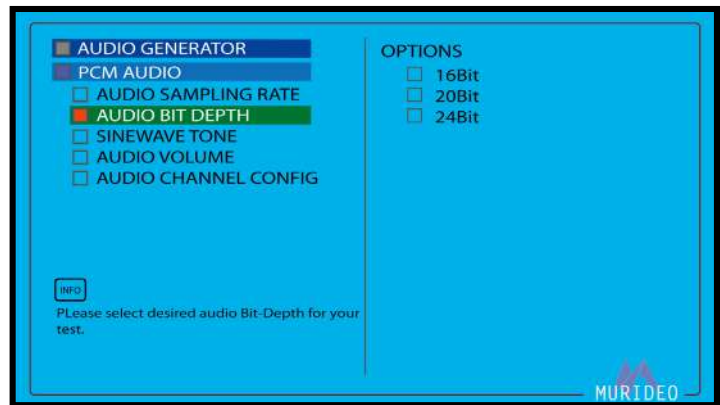 AUDIO GENERATOR
PCM AUDIO
AUDIO SAMPLING RATE
AUDIO BIT DEPTH
SINEWAVE TONE
AUDIO VOLUME
AUDIO CHANNEL CONFIG
INFO
PLease select desired audio Bit-Depth for your
test.
OPTIONS
16Bit
20Bit
24Bit
MURIDEO